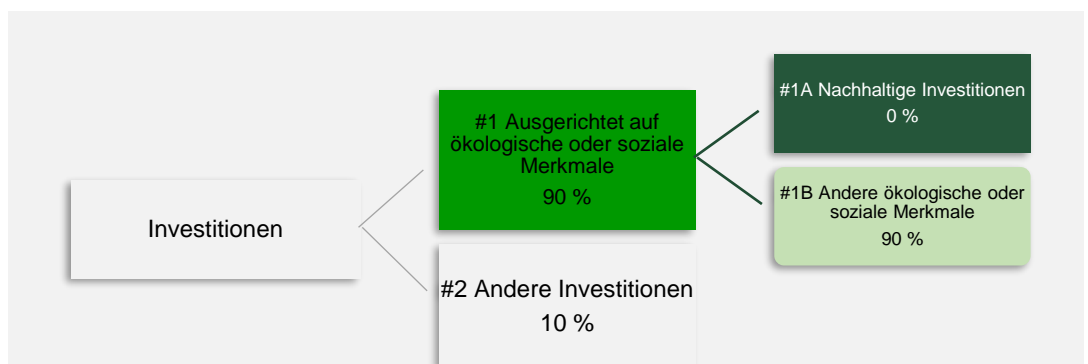 Investitionen
#1 Ausgerichtet auf
ökologische oder soziale
Merkmale
90 %
#2 Andere Investitionen
10 %
#1A Nachhaltige Investitionen
0 %
#1B Andere ökologische oder
soziale Merkmale
90 %